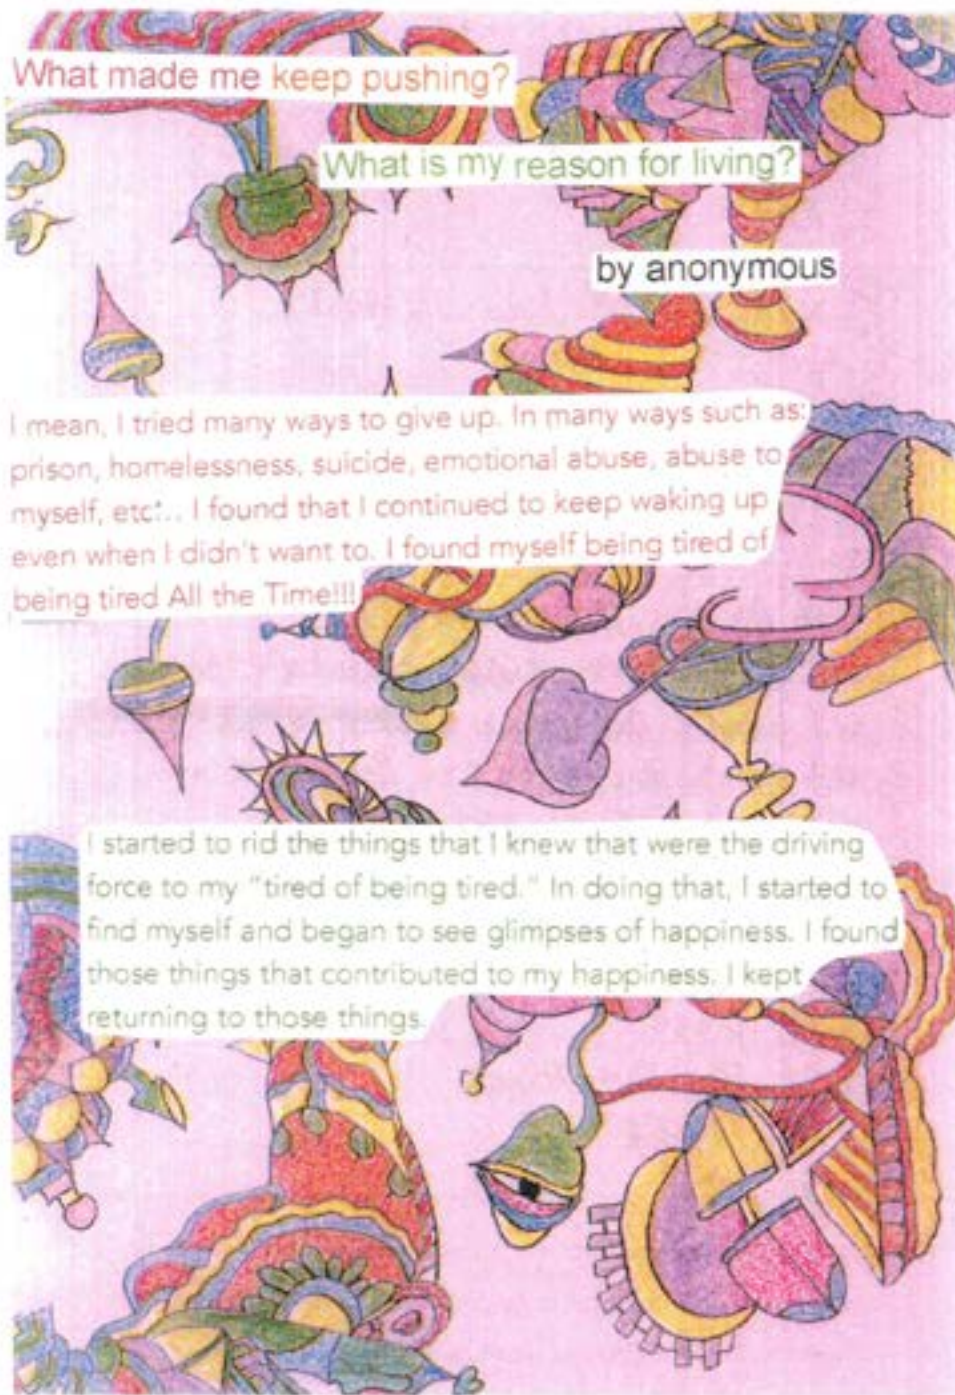 What made me keep pushing?
What is my reason for living?
by anonymous
I mean, I tried many ways to give up. In many ways such as:
prison, homelessness, suicide, emotional abuse, abuse to
myself, etc... I found that I continued to keep waking up
even when I didn't want to. I found myself being tired of
being tired All the Time!!!
I started to rid the things that I knew that were the driving
force to my "tired of being tired." In doing that, I started to
find myself and began to see glimpses of happiness. I found
those things that contributed to my happiness. I kept
returning to those things.